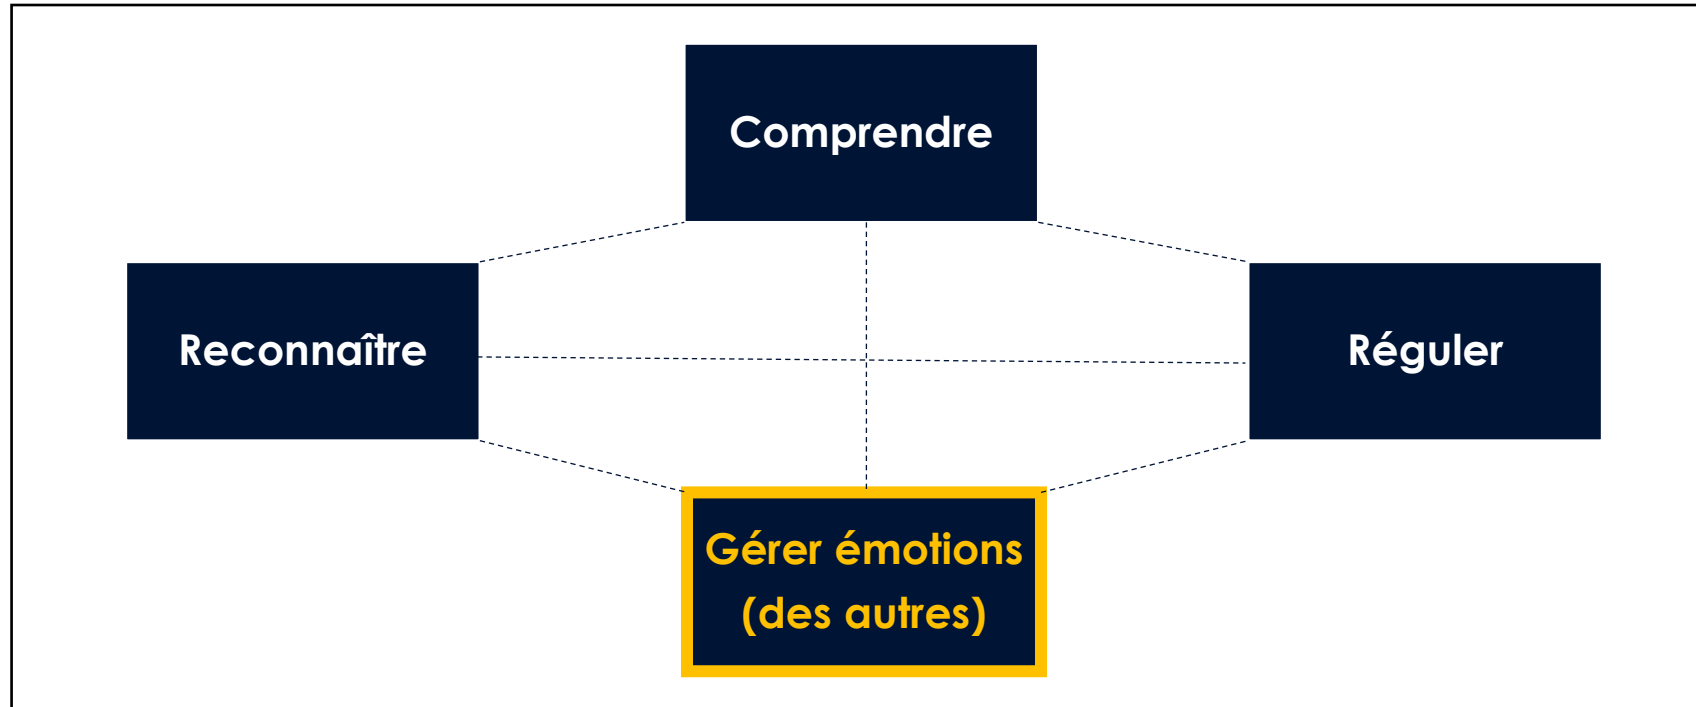 Comprendre
Reconnaître
Réguler
Gérer émotions
(des autres)